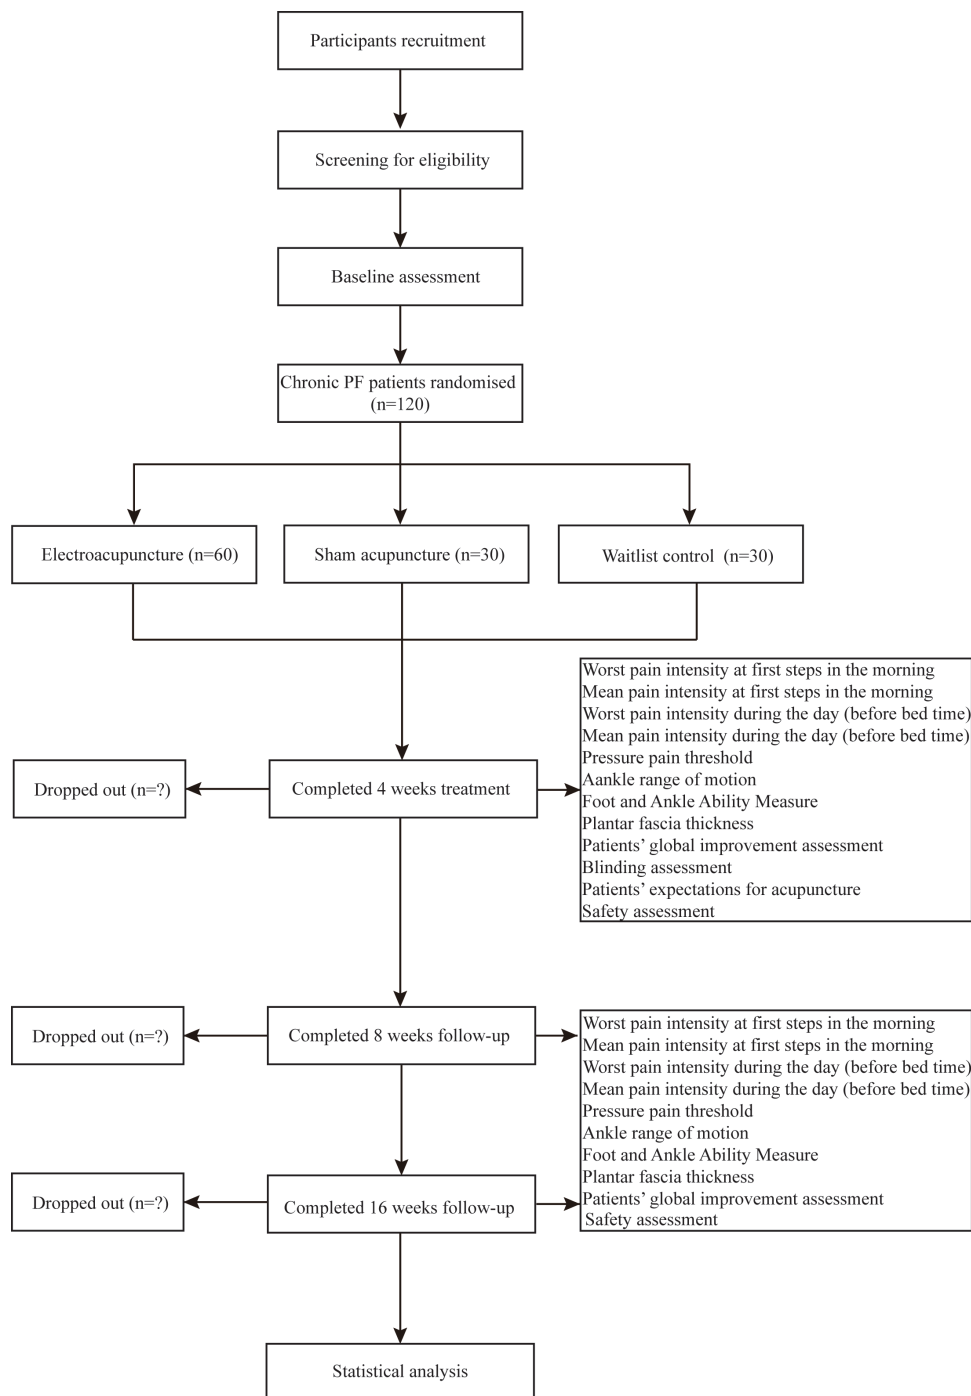 Participants recruitment
Screening for eligibility
Baseline assessment
Chronic PF patients randomised
(n=120)
Electroacupuncture (n=60)
Sham acupuncture (n=30)
Waitlist control (n=30)
Worst pain intensity at first steps in the morning
Mean pain intensity at first steps in the morning
Worst pain intensity during the day (before bed time)
Mean pain intensity during the day (before bed time)
Pressure pain threshold
Aankle range of motion
Foot and Ankle Ability Measure
Plantar fascia thickness
Patients’ global improvement assessment
Blinding assessment
Patients’ expectations for acupuncture
Safety assessment
Dropped out (n=?)
Completed 4 weeks treatment
Dropped out (n=?)
Completed 8 weeks follow-up
Worst pain intensity at first steps in the morning
Mean pain intensity at first steps in the morning
Worst pain intensity during the day (before bed time)
Mean pain intensity during the day (before bed time)
Pressure pain threshold
Ankle range of motion
Foot and Ankle Ability Measure
Plantar fascia thickness
Patients’ global improvement assessment
Safety assessment
Dropped out (n=?)
Completed 16 weeks follow-up
Statistical analysis